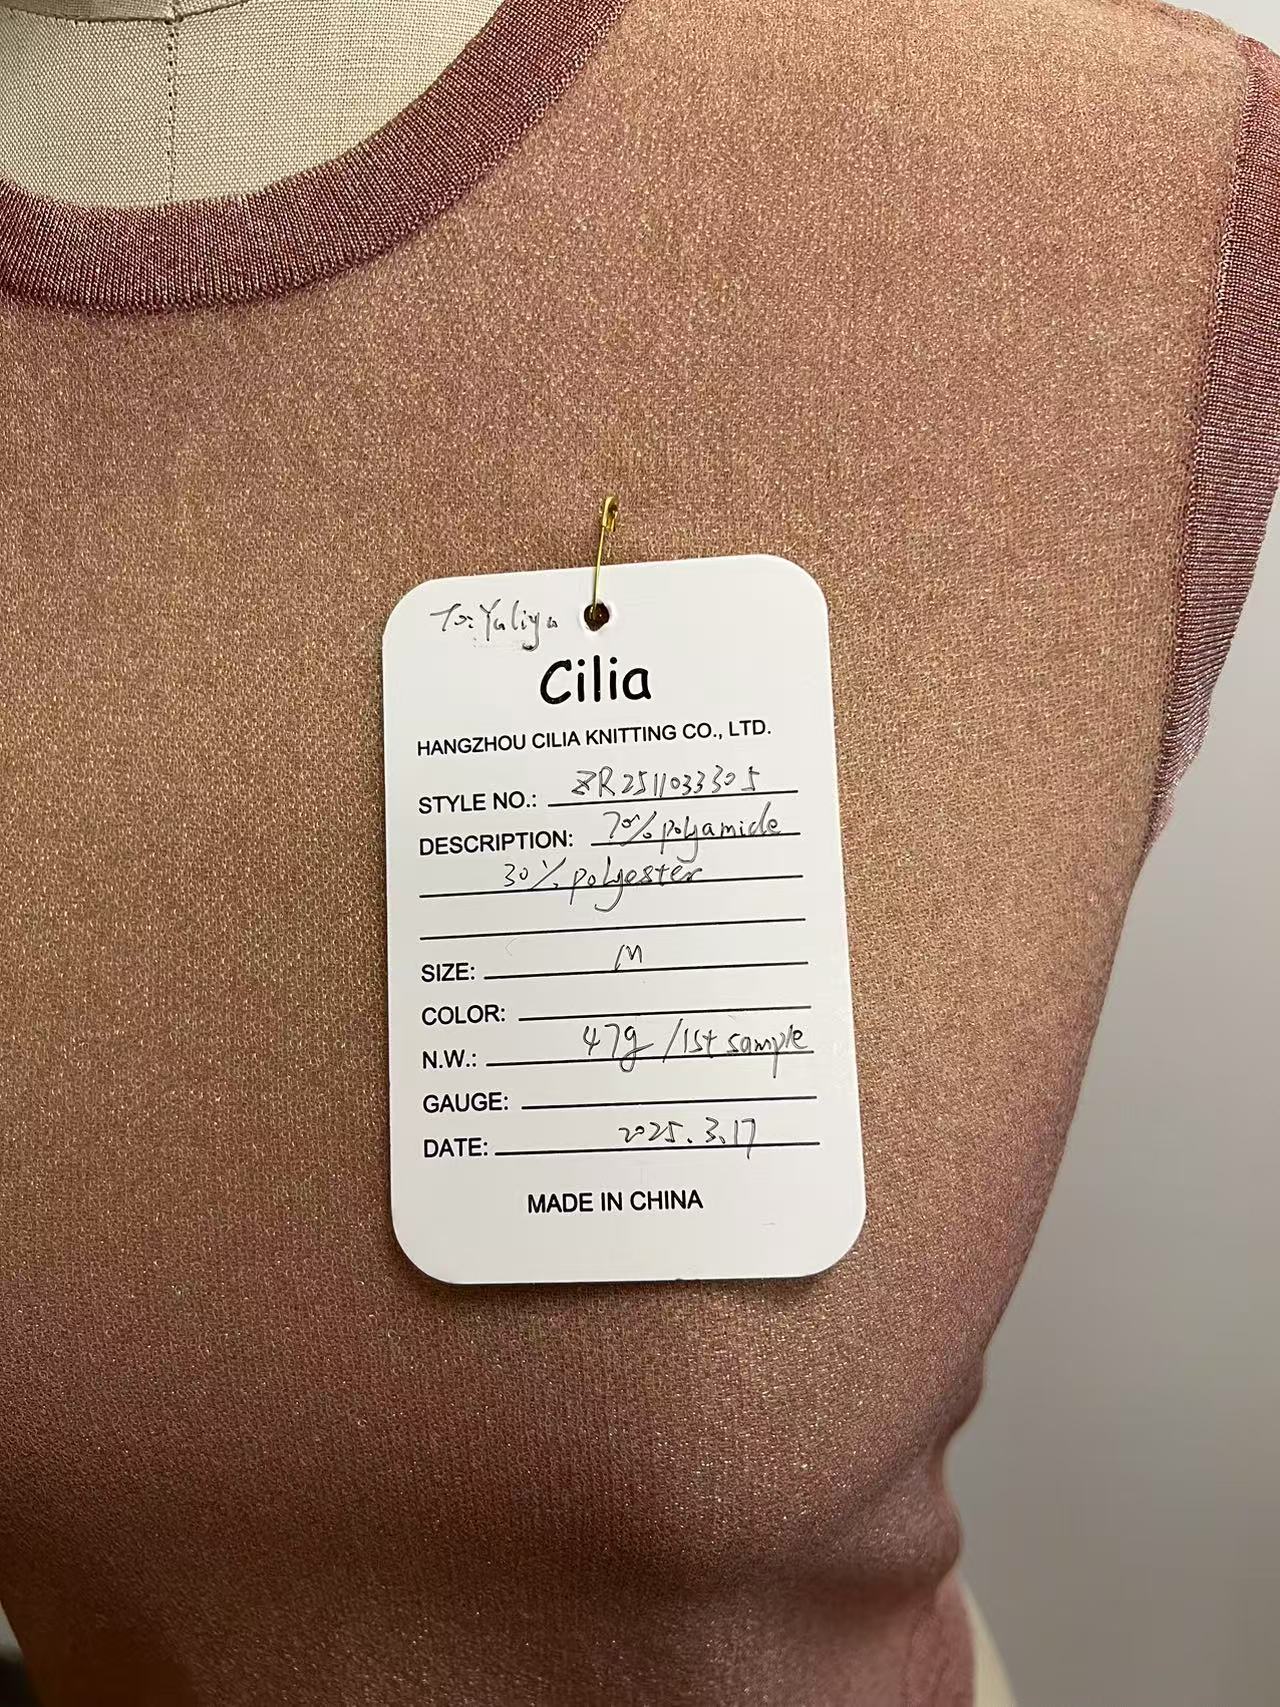 To: Yuliya
Cilia
HANGZHOU CILIA KNITTING CO., LTD.
STYLE NO.: ZR2511033305
DESCRIPTION: 70% polyamide
30% polyester
SIZE: M
COLOR:
N.W.: 47g /1st sample
GAUGE:
DATE: 2025.3.17
MADE IN CHINA